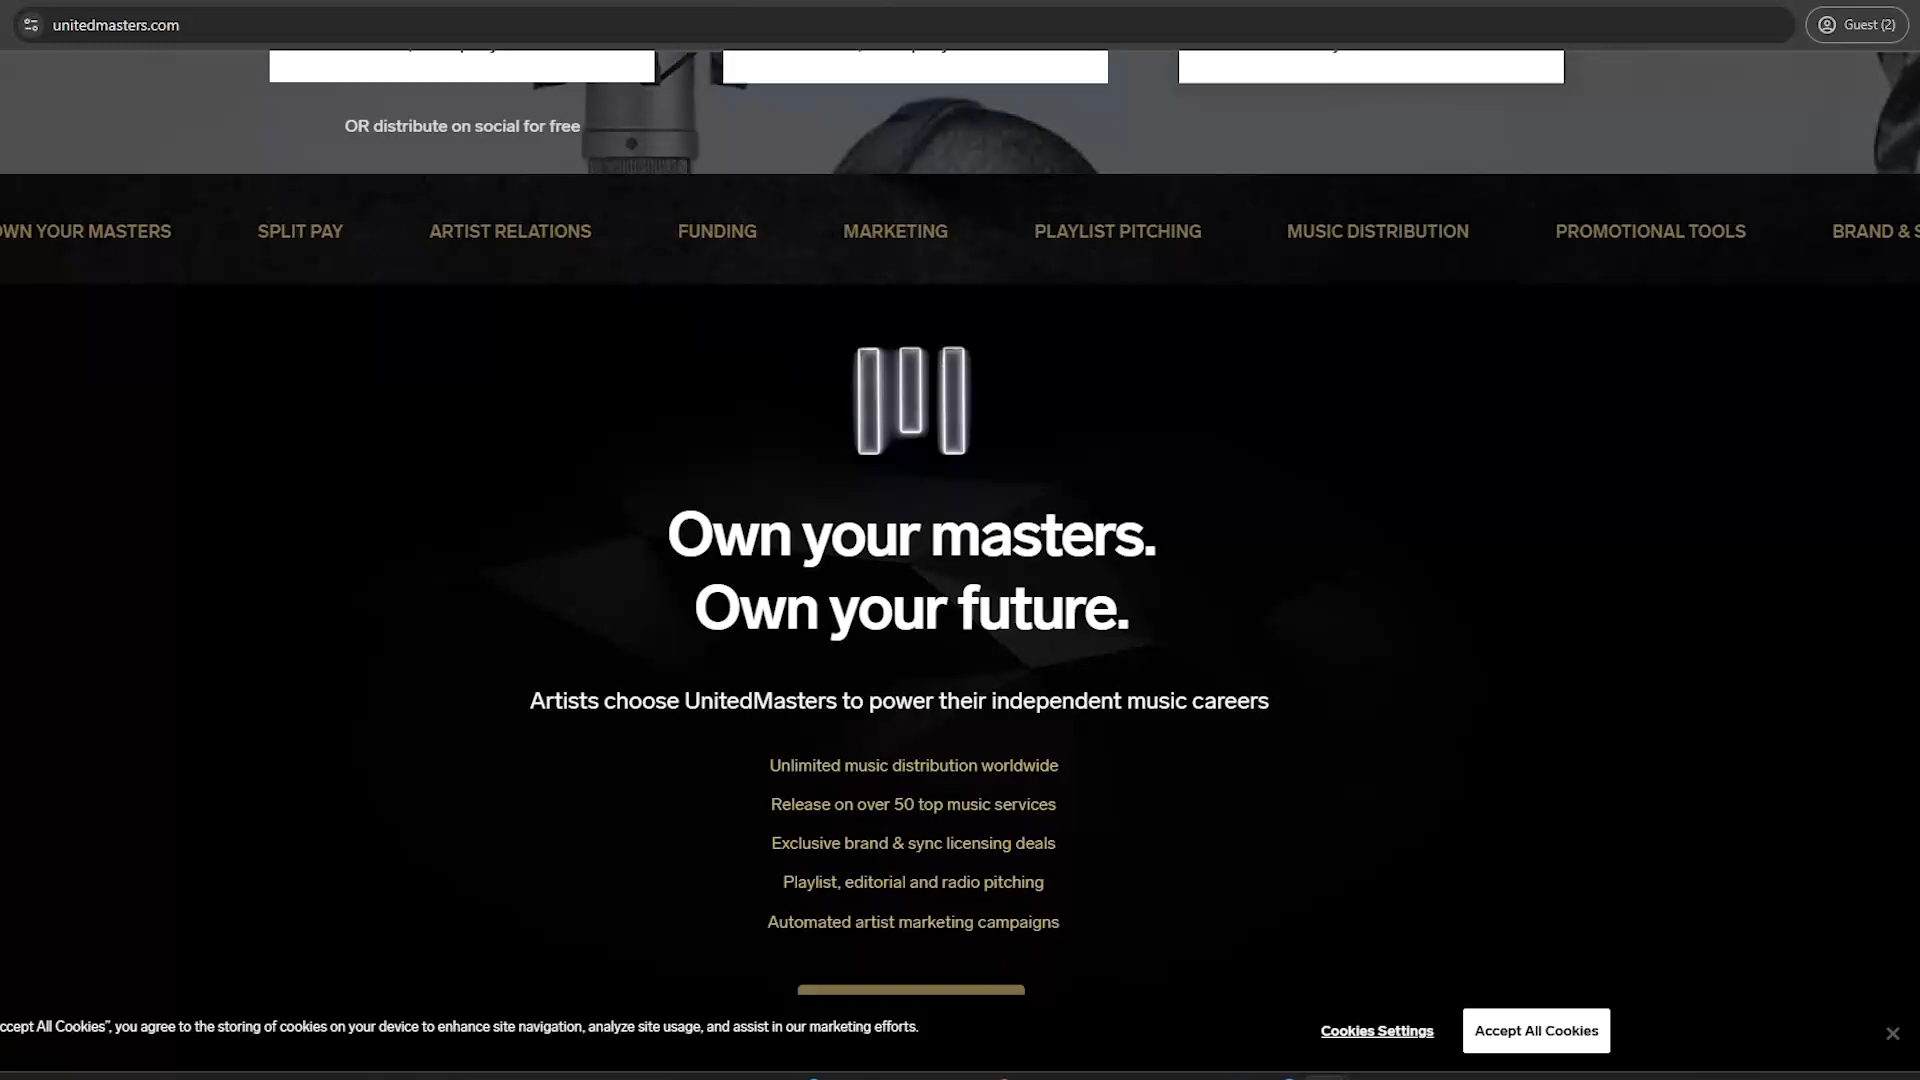 unitedmasters.com
Guest (2)
OR distribute on social for free
OWN YOUR MASTERS SPLIT PAY ARTIST RELATIONS FUNDING MARKETING PLAYLIST PITCHING MUSIC DISTRIBUTION PROMOTIONAL TOOLS BRAND &
Own your masters.
Own your future.
Artists choose UnitedMasters to power their independent music careers
Unlimited music distribution worldwide
Release on over 50 top music services
Exclusive brand & sync licensing deals
Playlist, editorial and radio pitching
Automated artist marketing campaigns
ccept All Cookies”, you agree to the storing of cookies on your device to enhance site navigation, analyze site usage, and assist in our marketing efforts.
Cookies Settings
Accept All Cookies